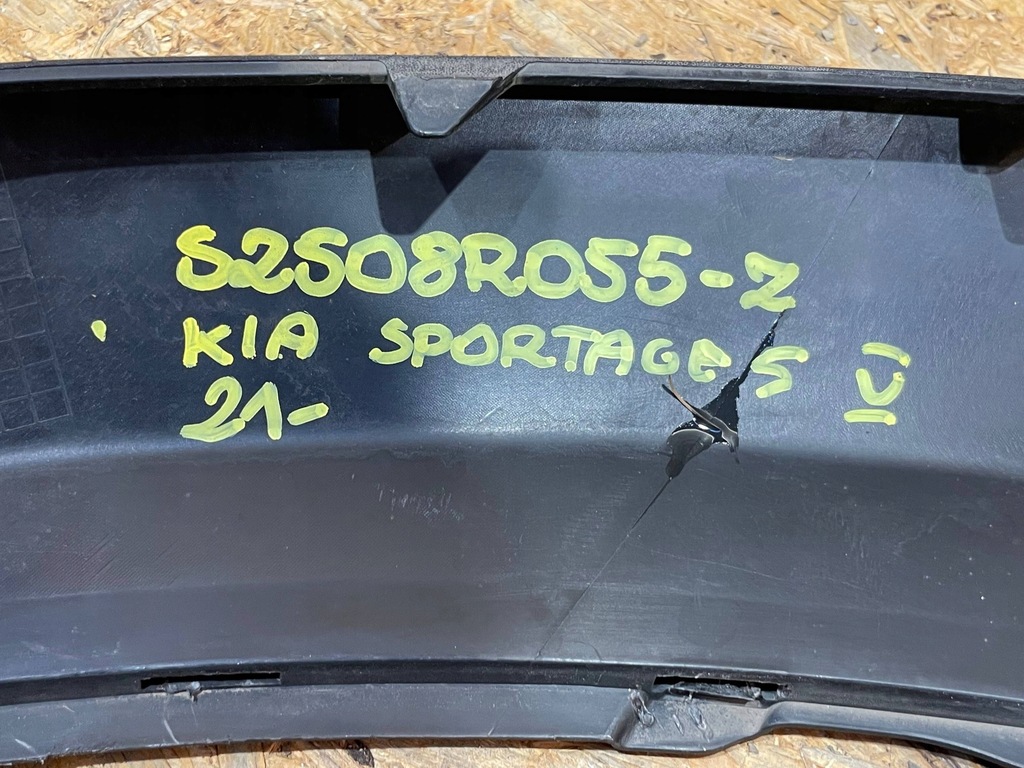 S2S08R055-Z
KIA SPORTAGE 5
21-